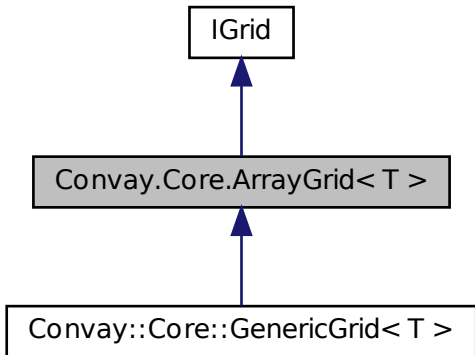 IGrid
Convay.Core.ArrayGrid< T >
Convay::Core::GenericGrid< T >